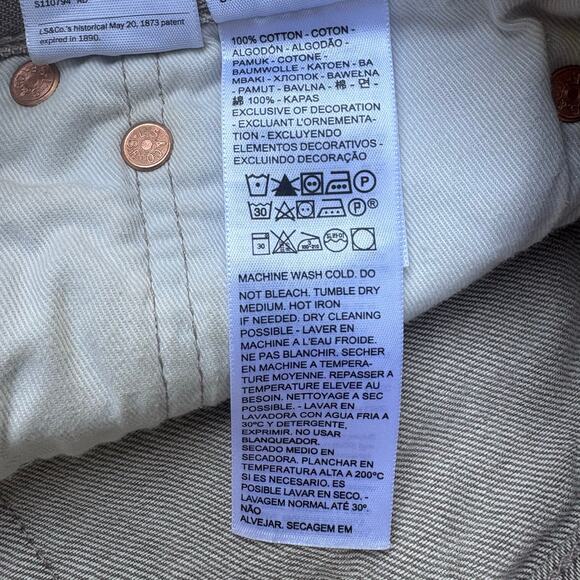 S110794
LS&Co.'s historical May 20, 1873 patent
expired in 1890.
100% COTTON - COTON -
ALGODÓN - ALGODÃO -
PAMUK - COTONE -
BAUMWOLLE - KATOEN - BA
MBAKI - ХЛОПОК - BAWEŁNA
- PAMUT - BAVLNA - 棉 - 면 -
綿 100% - KAPAS
EXCLUSIVE OF DECORATION
- EXCLUANT L'ORNEMENTA-
TION - EXCLUYENDO
ELEMENTOS DECORATIVOS -
EXCLUINDO DECORAÇÃO
P
30 P ®
30
MACHINE WASH COLD. DO
NOT BLEACH. TUMBLE DRY
MEDIUM. HOT IRON
IF NEEDED. DRY CLEANING
POSSIBLE - LAVER EN
MACHINE A L'EAU FROIDE.
NE PAS BLANCHIR. SECHER
EN MACHINE A TEMPERA-
TURE MOYENNE. REPASSER A
TEMPERATURE ELEVEE AU
BESOIN. NETTOYAGE A SEC
POSSIBLE. - LAVAR EN
LAVADORA CON AGUA FRIA A
30ºC Y DETERGENTE,
EXPRIMIR. NO USAR
BLANQUEADOR.
SECADO MEDIO EN
SECADORA. PLANCHAR EN
TEMPERATURA ALTA A 200ºC
SI ES NECESARIO. ES
POSIBLE LAVAR EN SECO. -
LAVAGEM NORMAL ATÉ 30º.
NÃO
ALVEJAR. SECAGEM EM